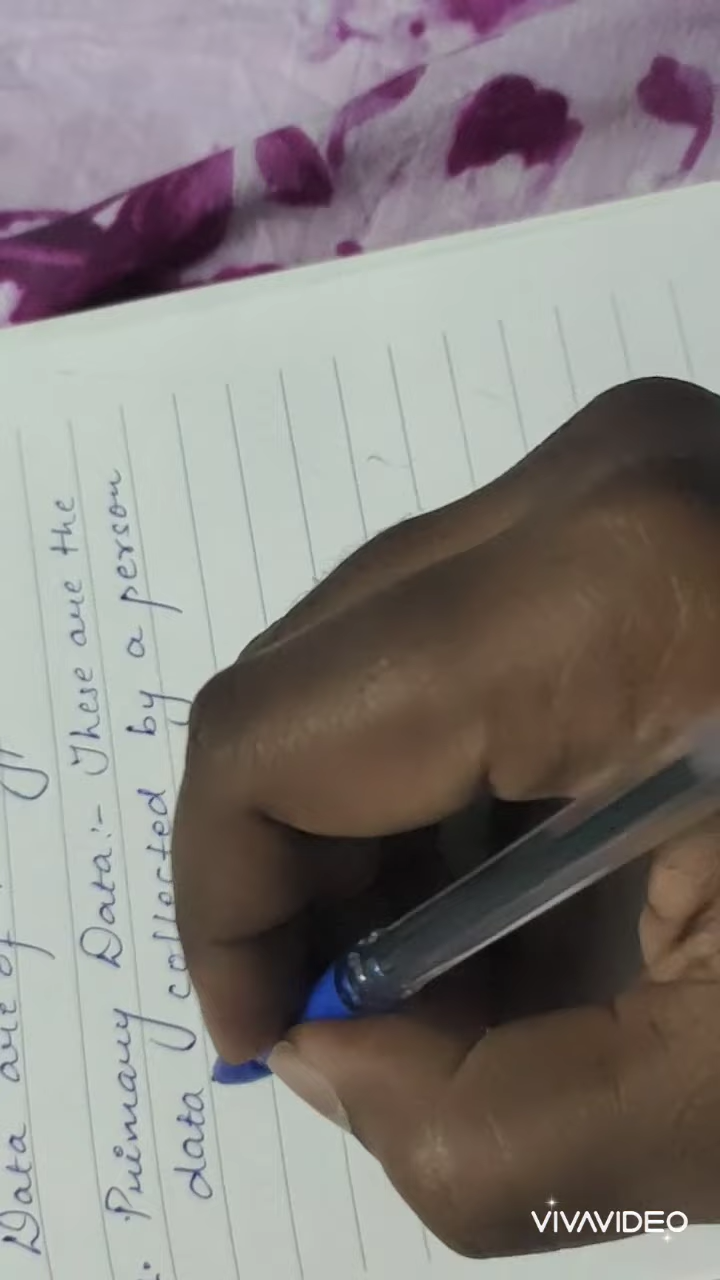 Data are of
Primary Data:- These are the
data collected by a person
VIVAVIDEO